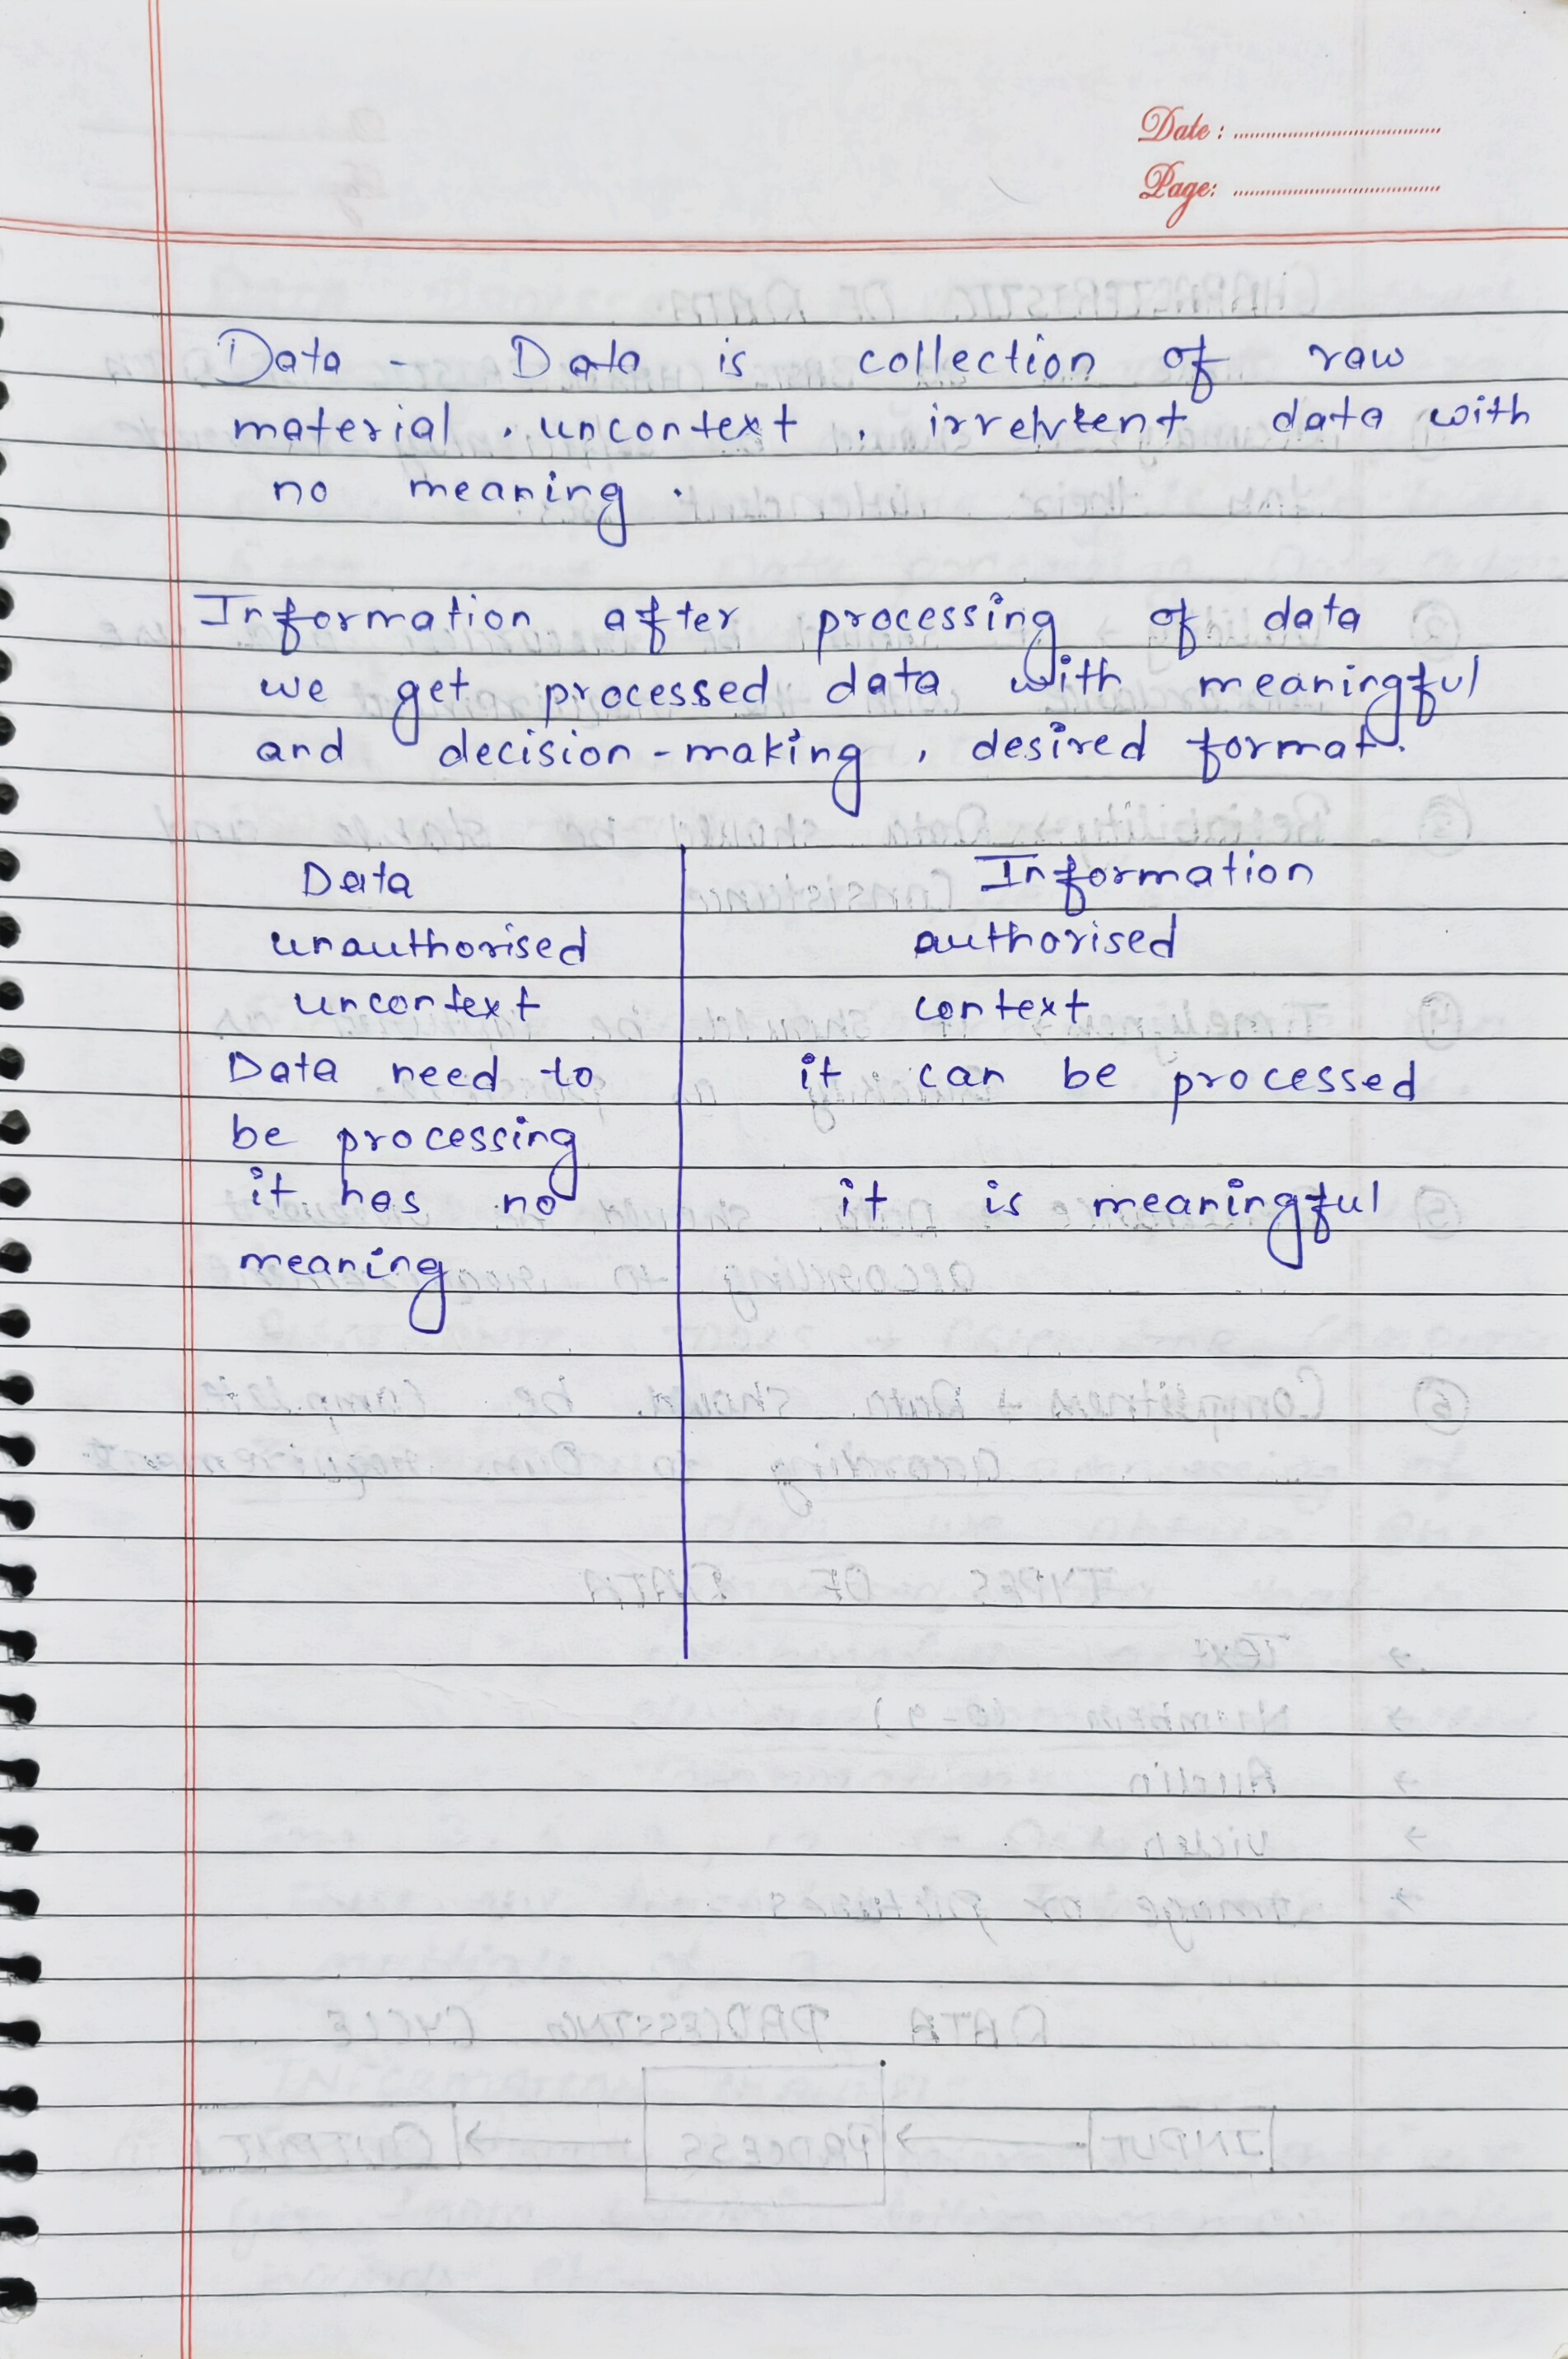 Date :
Page:
Data - Data is collection of raw
material . uncontext , data with
no meaning .
Information after processing of data
we get processed data with meaningful
and decision-making , desired format.
Data Information
unauthorised authorised
uncontext context
Data need to it can be processed
be processing
it has no it is meaningful
meaning